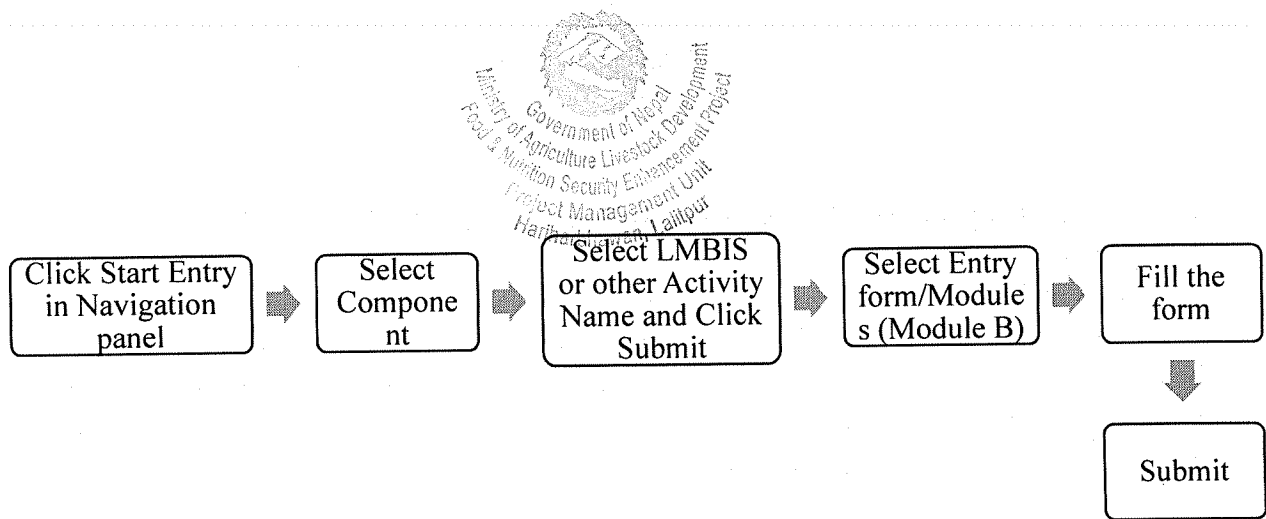 Government of Nepal
Ministry of Agriculture Livestock Development
Food & Nutrition Security Enhancement Project
Project Management Unit
Hariharbhawan, Lalitpur
Click Start Entry
in Navigation
panel
Select
Compone
nt
Select LMBIS
or other Activity
Name and Click
Submit
Select Entry
form/Module
s (Module B)
Fill the
form
Submit